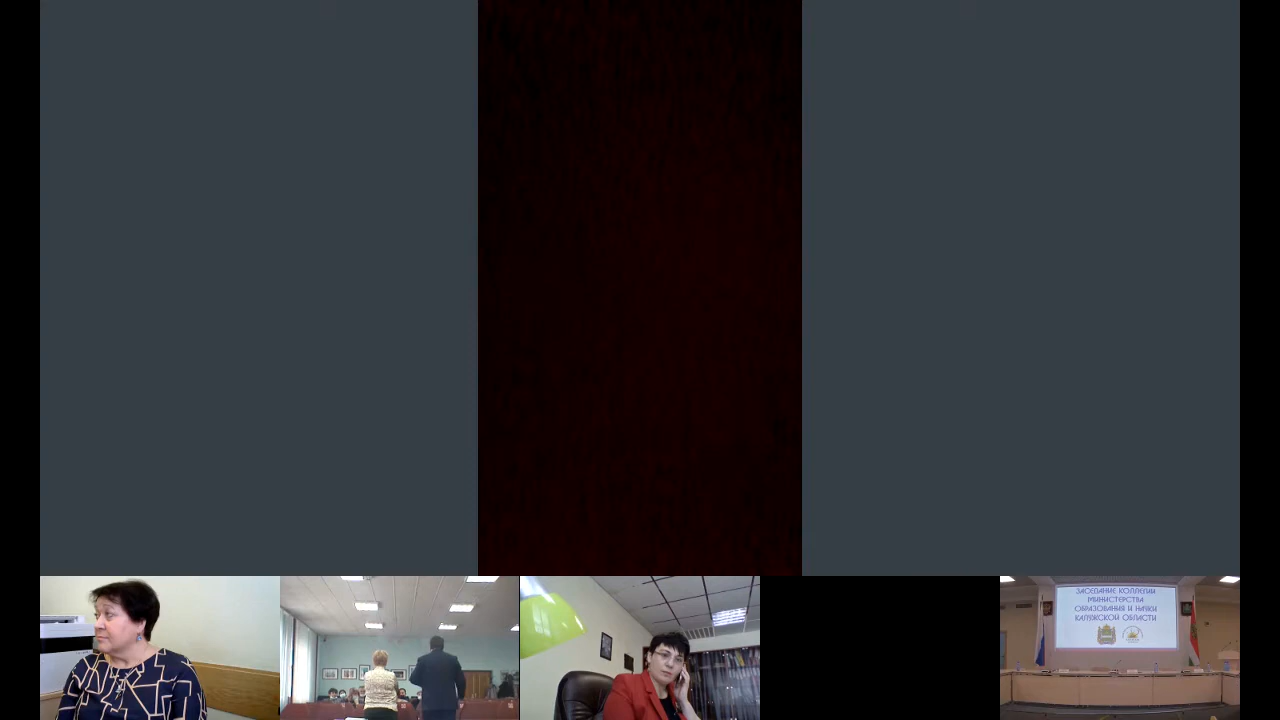 ЗАСЕДАНИЕ КОЛЛЕГИИ
МИНИСТЕРСТВА
ОБРАЗОВАНИЯ И НАУКИ
КАЛУЖСКОЙ ОБЛАСТИ